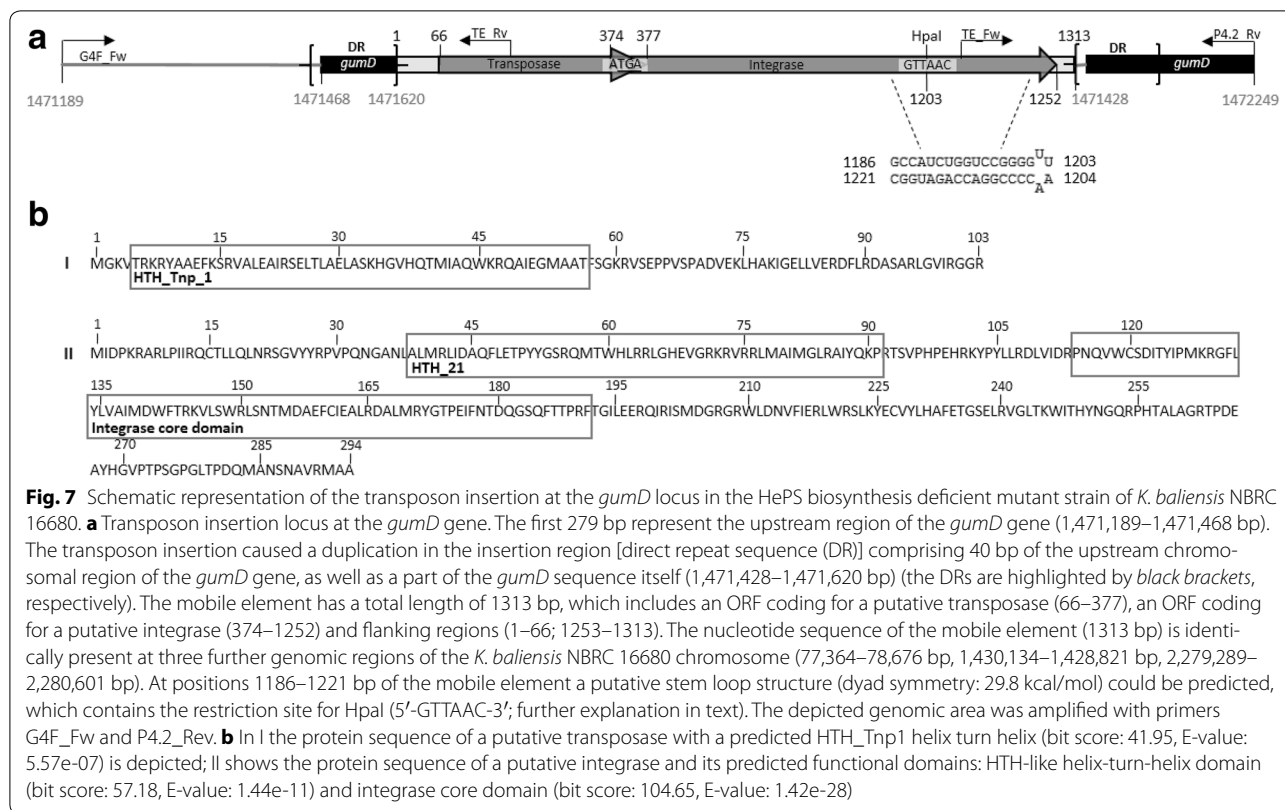 a
DR 1 66 TE_Rv 374 377 HpaI TE_Fw 1313 DR P4.2_Rv
G4F_Fw gumD Transposase ATGA Integrase GTTAAC gumD
1471189 1471468 1471620 1203 1252 1471428 1472249
1186 GCCAUCUGGUCCGGGG U U 1203
1221 CGGUAGACCAGGCCCC A A 1204
b
1 15 30 45 60 75 90 103
I MGKVTRKRYAAEFKSRVALEAIRSELTLAELASKHGVHQTMIAQWKRQAIEGMAATFSGKRVSEPPVSPADVEKLHAKIGELLVERDFLRDASARLGVIRGGR
HTH_Tnp_1
1 15 30 45 60 75 90 105 120
II MIDPKRARLPIIRQCTLLQLNRSGVYYRPVPQNGANLALMRLIDAQFLETPYYGSRQMTWHLRRLGHEVGRKRVRRLMAIMGLRAIYQKPRTSVPHPEHRKYPYLLRDLVIDRPNQVWCSDITYIPMKRGFL
HTH_21
135 150 165 180 195 210 225 240 255
YLVAIMDWFTRKVLSWRLSNTMDAEFCIEALRDALMRYGTPEIFNTDQGSQFTTPRFTGILEERQIRISMDGRGRWLDNVFIERLWRSLKYECVYLHAFETGSELRVGLTKWITHYNGQRPHTALAGRTPDE
Integrase core domain
270 285 294
AYHGVPTPSGPGLTPDQMANSNAVRMAA
Fig. 7 Schematic representation of the transposon insertion at the gumD locus in the HePS biosynthesis deficient mutant strain of K. baliensis NBRC
16680. a Transposon insertion locus at the gumD gene. The first 279 bp represent the upstream region of the gumD gene (1,471,189–1,471,468 bp).
The transposon insertion caused a duplication in the insertion region [direct repeat sequence (DR)] comprising 40 bp of the upstream chromo-
somal region of the gumD gene, as well as a part of the gumD sequence itself (1,471,428–1,471,620 bp) (the DRs are highlighted by black brackets,
respectively). The mobile element has a total length of 1313 bp, which includes an ORF coding for a putative transposase (66–377), an ORF coding
for a putative integrase (374–1252) and flanking regions (1–66; 1253–1313). The nucleotide sequence of the mobile element (1313 bp) is identi-
cally present at three further genomic regions of the K. baliensis NBRC 16680 chromosome (77,364–78,676 bp, 1,430,134–1,428,821 bp, 2,279,289–
2,280,601 bp). At positions 1186–1221 bp of the mobile element a putative stem loop structure (dyad symmetry: 29.8 kcal/mol) could be predicted,
which contains the restriction site for HpaI (5′-GTTAAC-3′; further explanation in text). The depicted genomic area was amplified with primers
G4F_Fw and P4.2_Rev. b In I the protein sequence of a putative transposase with a predicted HTH_Tnp1 helix turn helix (bit score: 41.95, E-value:
5.57e-07) is depicted; II shows the protein sequence of a putative integrase and its predicted functional domains: HTH-like helix-turn-helix domain
(bit score: 57.18, E-value: 1.44e-11) and integrase core domain (bit score: 104.65, E-value: 1.42e-28)